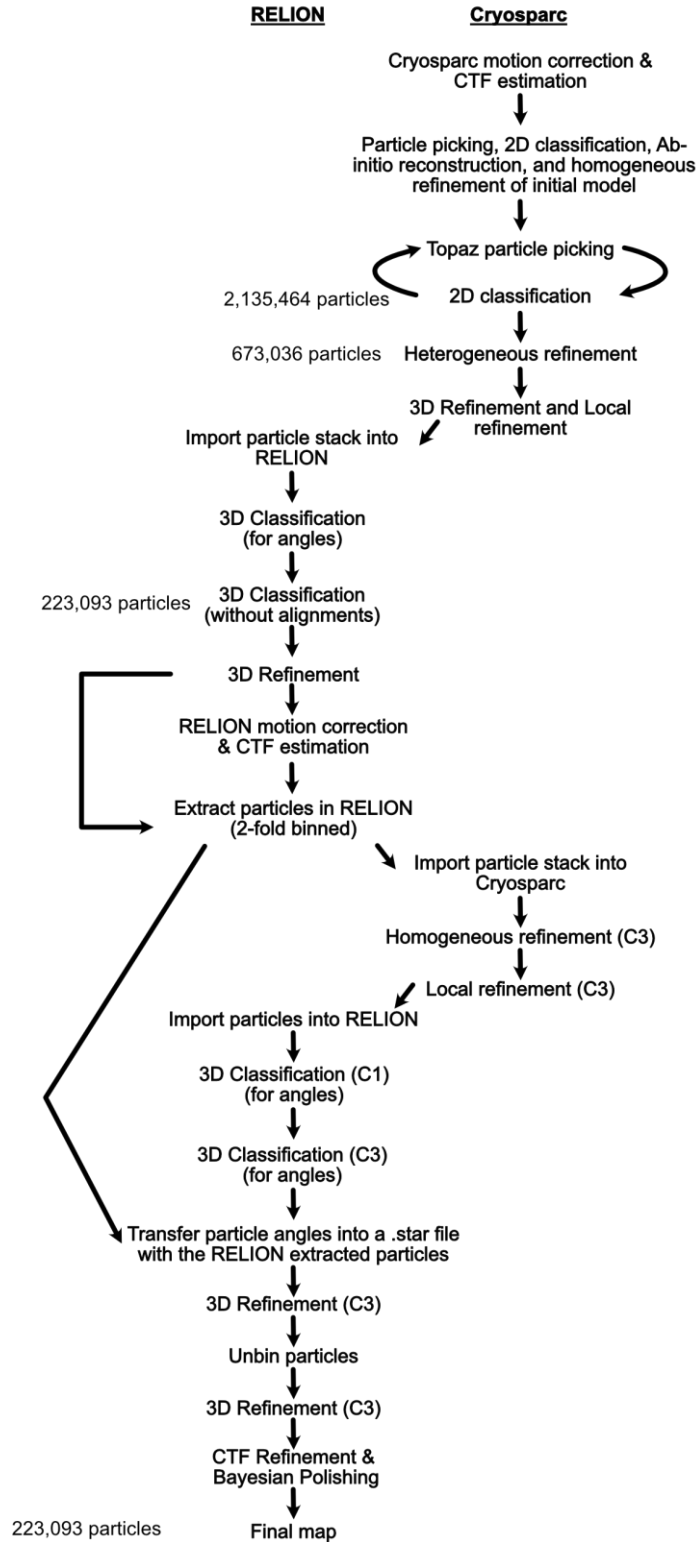 RELION Cryosparc
Cryosparc motion correction &
CTF estimation
Particle picking, 2D classification, Ab-
initio reconstruction, and homogeneous
refinement of initial model
Topaz particle picking
2,135,464 particles 2D classification
673,036 particles Heterogeneous refinement
3D Refinement and Local
refinement
Import particle stack into
RELION
3D Classification
(for angles)
223,093 particles 3D Classification
(without alignments)
3D Refinement
RELION motion correction
& CTF estimation
Extract particles in RELION
(2-fold binned)
Import particle stack into
Cryosparc
Homogeneous refinement (C3)
Local refinement (C3)
Import particles into RELION
3D Classification (C1)
(for angles)
3D Classification (C3)
(for angles)
Transfer particle angles into a .star file
with the RELION extracted particles
3D Refinement (C3)
Unbin particles
3D Refinement (C3)
CTF Refinement &
Bayesian Polishing
223,093 particles Final map